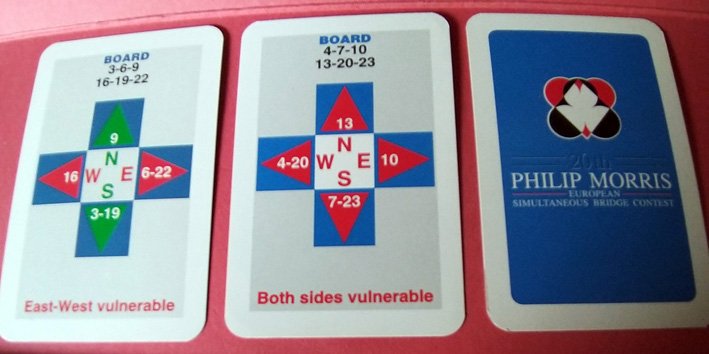 BOARD
3-6-9
16-19-22
9
N
16 W E 6-22
S
3-19
East-West vulnerable
BOARD
4-7-10
13-20-23
13
N
4-20 W E 10
S
7-23
Both sides vulnerable
20th
PHILIP MORRIS
EUROPEAN
SIMULTANEOUS BRIDGE CONTEST